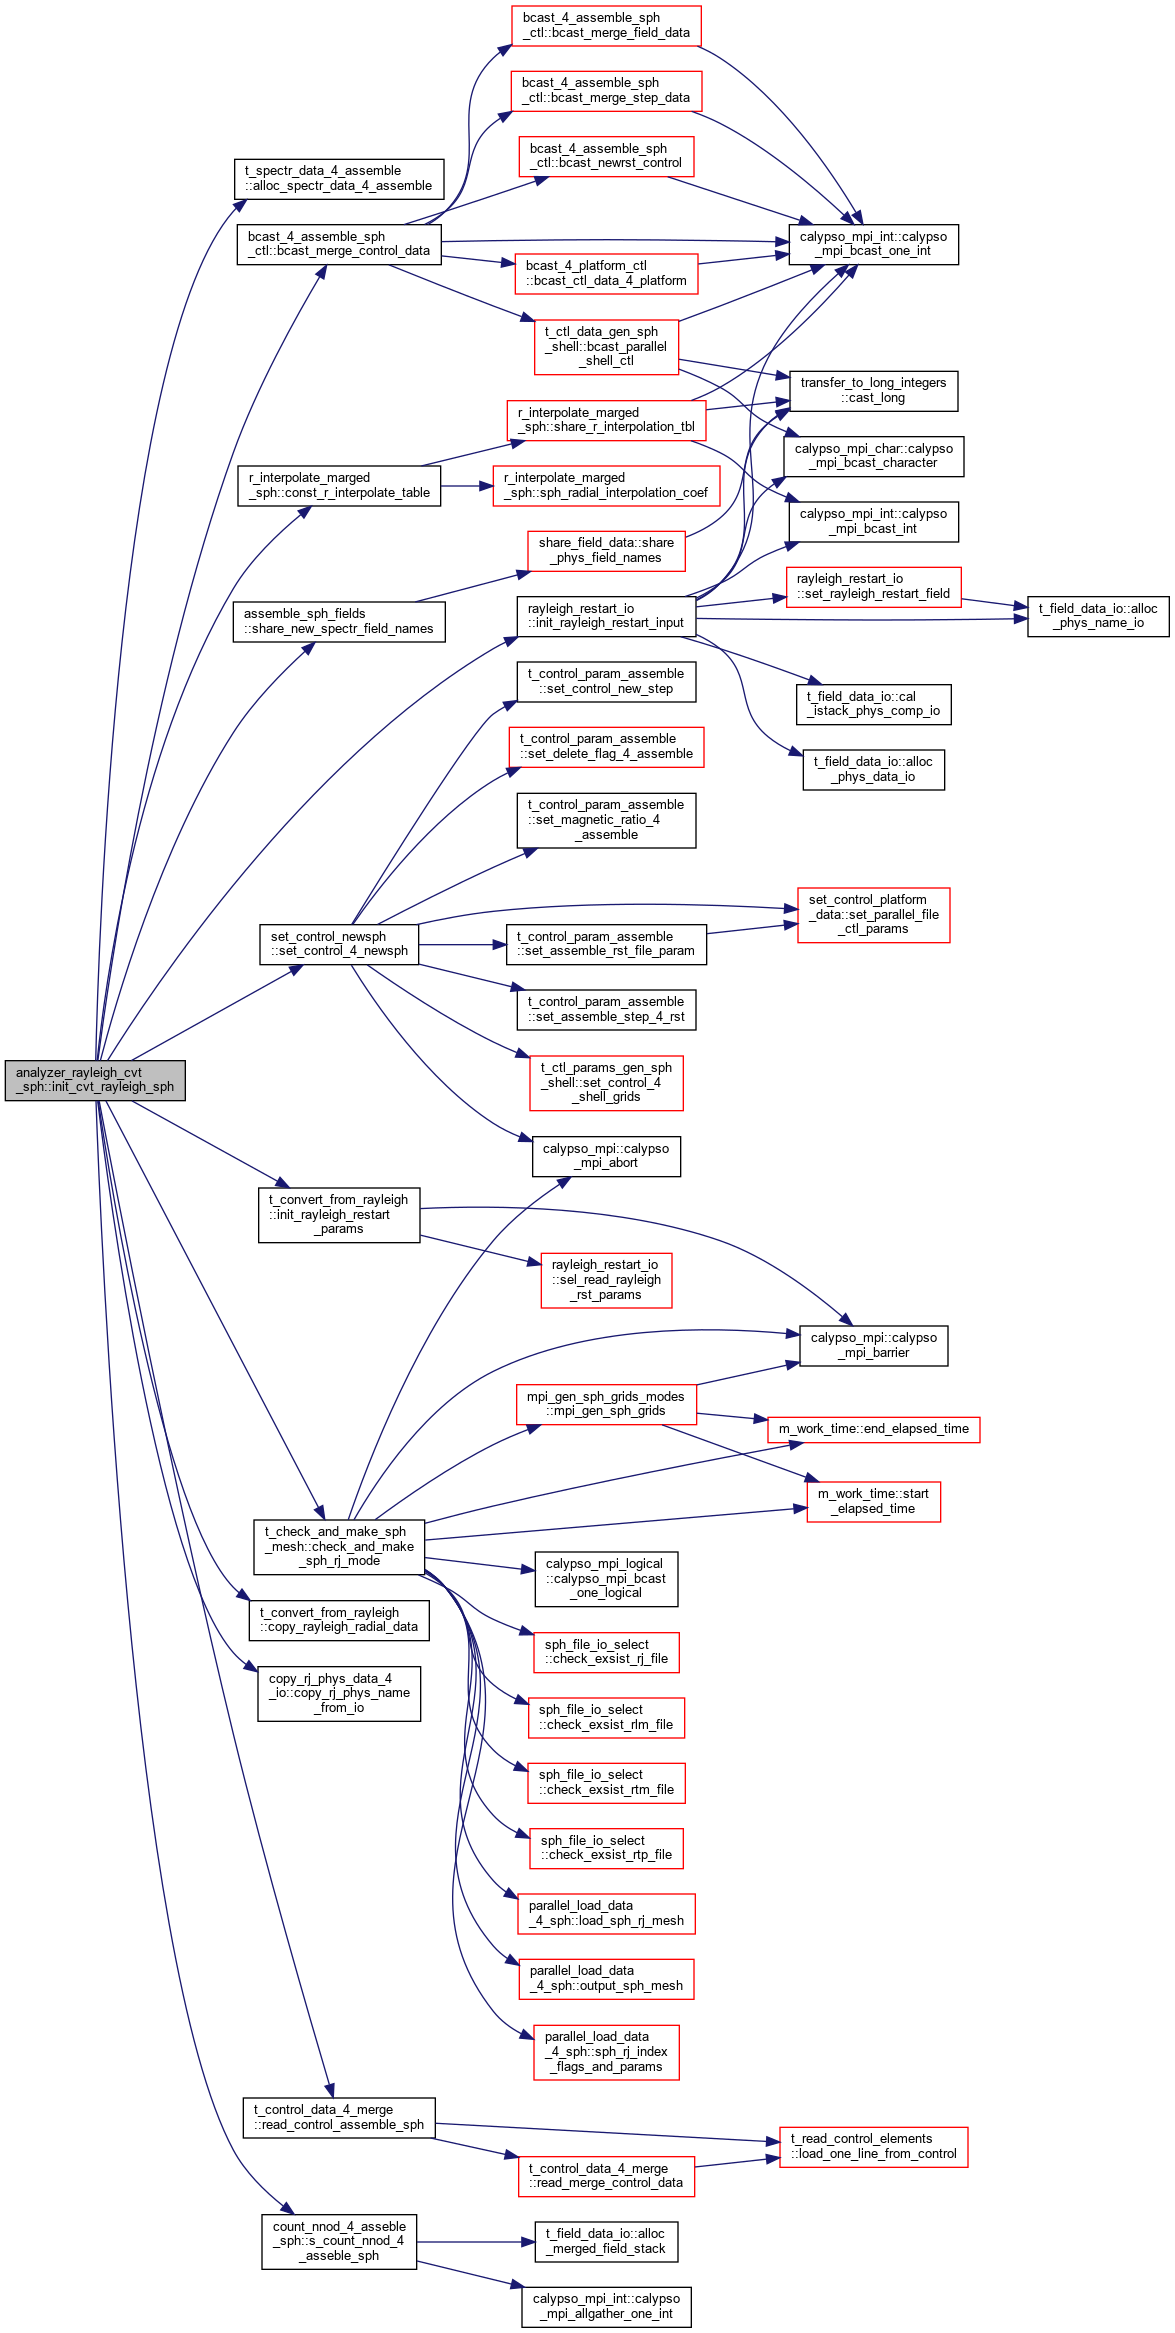 bcast_4_assemble_sph
_ctl::bcast_merge_field_data
bcast_4_assemble_sph
_ctl::bcast_merge_step_data
bcast_4_assemble_sph
_ctl::bcast_newrst_control
t_spectr_data_4_assemble
::alloc_spectr_data_4_assemble
bcast_4_assemble_sph
_ctl::bcast_merge_control_data
calypso_mpi_int::calypso
_mpi_bcast_one_int
bcast_4_platform_ctl
::bcast_ctl_data_4_platform
t_ctl_data_gen_sph
_shell::bcast_parallel
_shell_ctl
transfer_to_long_integers
::cast_long
r_interpolate_marged
_sph::share_r_interpolation_tbl
calypso_mpi_char::calypso
_mpi_bcast_character
r_interpolate_marged
_sph::const_r_interpolate_table
r_interpolate_marged
_sph::sph_radial_interpolation_coef
calypso_mpi_int::calypso
_mpi_bcast_int
share_field_data::share
_phys_field_names
rayleigh_restart_io
::set_rayleigh_restart_field
assemble_sph_fields
::share_new_spectr_field_names
rayleigh_restart_io
::init_rayleigh_restart_input
t_field_data_io::alloc
_phys_name_io
t_control_param_assemble
::set_control_new_step
t_field_data_io::cal
_istack_phys_comp_io
t_control_param_assemble
::set_delete_flag_4_assemble
t_field_data_io::alloc
_phys_data_io
t_control_param_assemble
::set_magnetic_ratio_4
_assemble
set_control_platform
_data::set_parallel_file
_ctl_params
set_control_newsph
::set_control_4_newsph
t_control_param_assemble
::set_assemble_rst_file_param
t_control_param_assemble
::set_assemble_step_4_rst
analyzer_rayleigh_cvt
_sph::init_cvt_rayleigh_sph
t_ctl_params_gen_sph
_shell::set_control_4
_shell_grids
calypso_mpi::calypso
_mpi_abort
t_convert_from_rayleigh
::init_rayleigh_restart
_params
rayleigh_restart_io
::sel_read_rayleigh
_rst_params
calypso_mpi::calypso
_mpi_barrier
mpi_gen_sph_grids_modes
::mpi_gen_sph_grids
m_work_time::end_elapsed_time
m_work_time::start
_elapsed_time
t_check_and_make_sph
_mesh::check_and_make
_sph_rj_mode
calypso_mpi_logical
::calypso_mpi_bcast
_one_logical
t_convert_from_rayleigh
::copy_rayleigh_radial_data
sph_file_io_select
::check_exsist_rj_file
copy_rj_phys_data_4
_io::copy_rj_phys_name
_from_io
sph_file_io_select
::check_exsist_rlm_file
sph_file_io_select
::check_exsist_rtm_file
sph_file_io_select
::check_exsist_rtp_file
parallel_load_data
_4_sph::load_sph_rj_mesh
parallel_load_data
_4_sph::output_sph_mesh
parallel_load_data
_4_sph::sph_rj_index
_flags_and_params
t_control_data_4_merge
::read_control_assemble_sph
t_read_control_elements
::load_one_line_from_control
t_control_data_4_merge
::read_merge_control_data
count_nnod_4_asseble
_sph::s_count_nnod_4
_asseble_sph
t_field_data_io::alloc
_merged_field_stack
calypso_mpi_int::calypso
_mpi_allgather_one_int